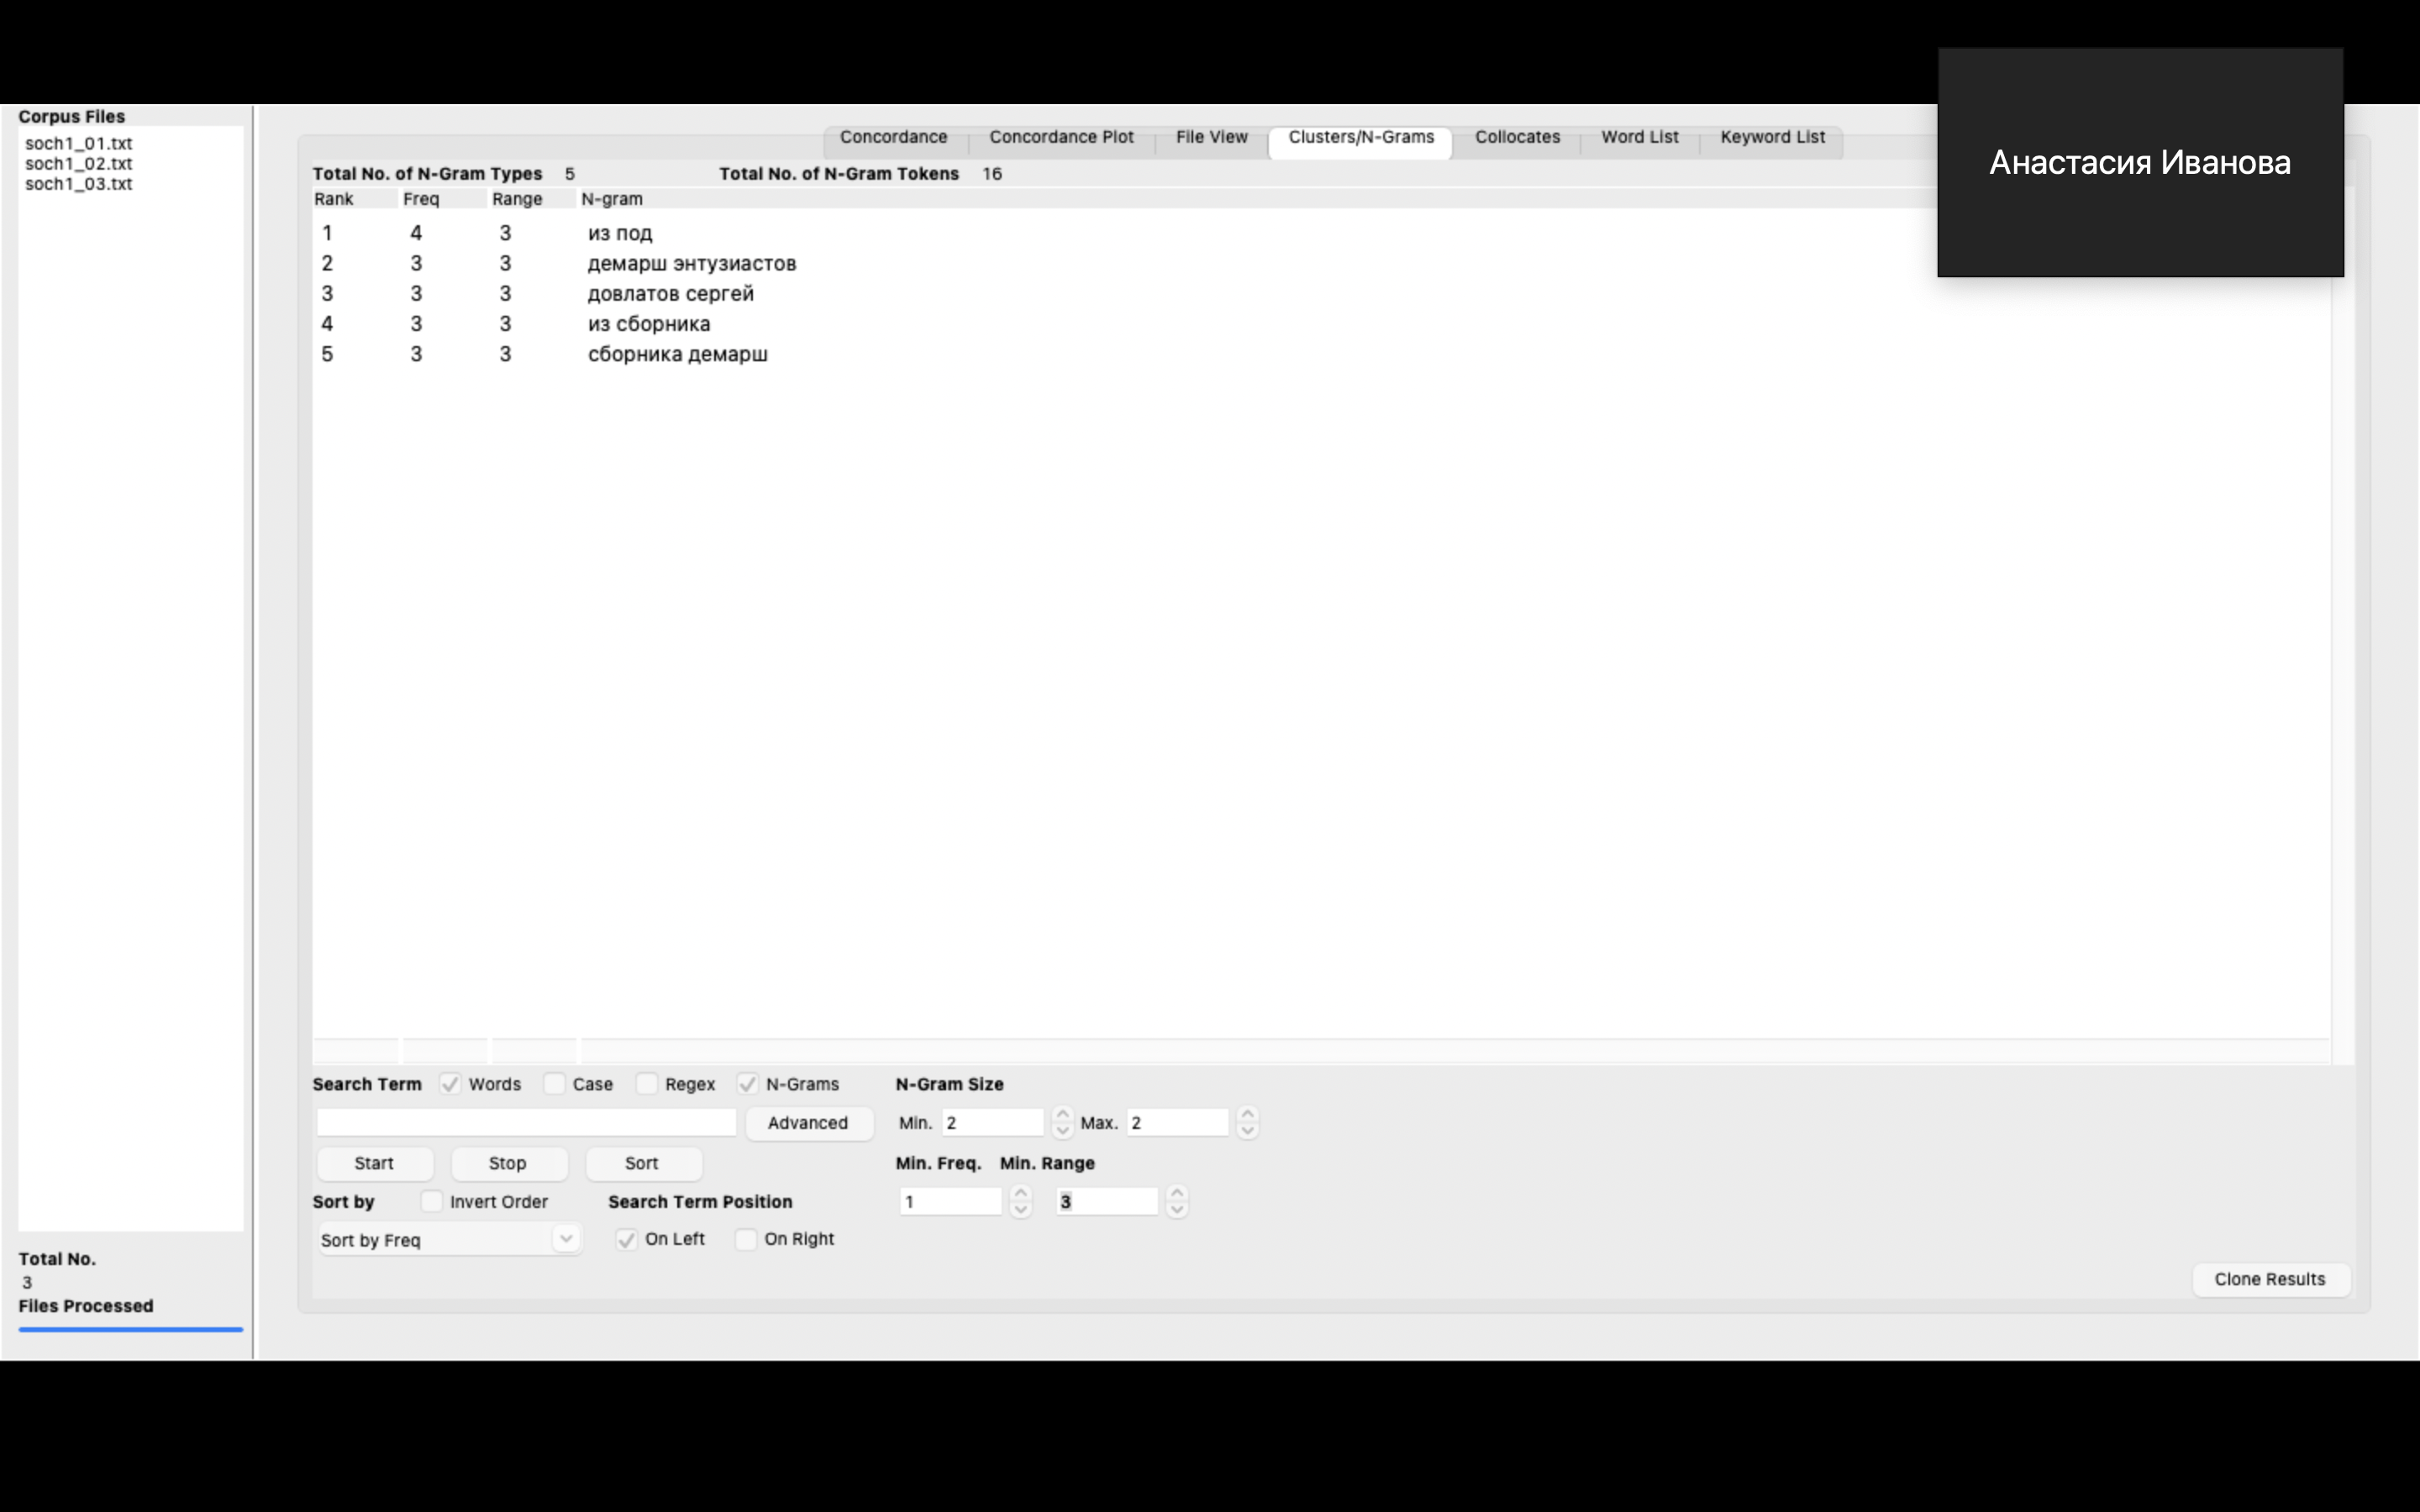 Анастасия Иванова
Corpus Files
soch1_01.txt
soch1_02.txt
soch1_03.txt
Total No.
3
Files Processed
Concordance Concordance Plot File View Clusters/N-Grams Collocates Word List Keyword List
Total No. of N-Gram Types 5 Total No. of N-Gram Tokens 16
Rank Freq Range N-gram
1 4 3 из под
2 3 3 демарш энтузиастов
3 3 3 довлатов сергей
4 3 3 из сборника
5 3 3 сборника демарш
Search Term Words Case Regex N-Grams N-Gram Size
Advanced Min. 2 Max. 2
Start Stop Sort Min. Freq. Min. Range
Sort by Invert Order Search Term Position 1 3
Sort by Freq On Left On Right
Clone Results